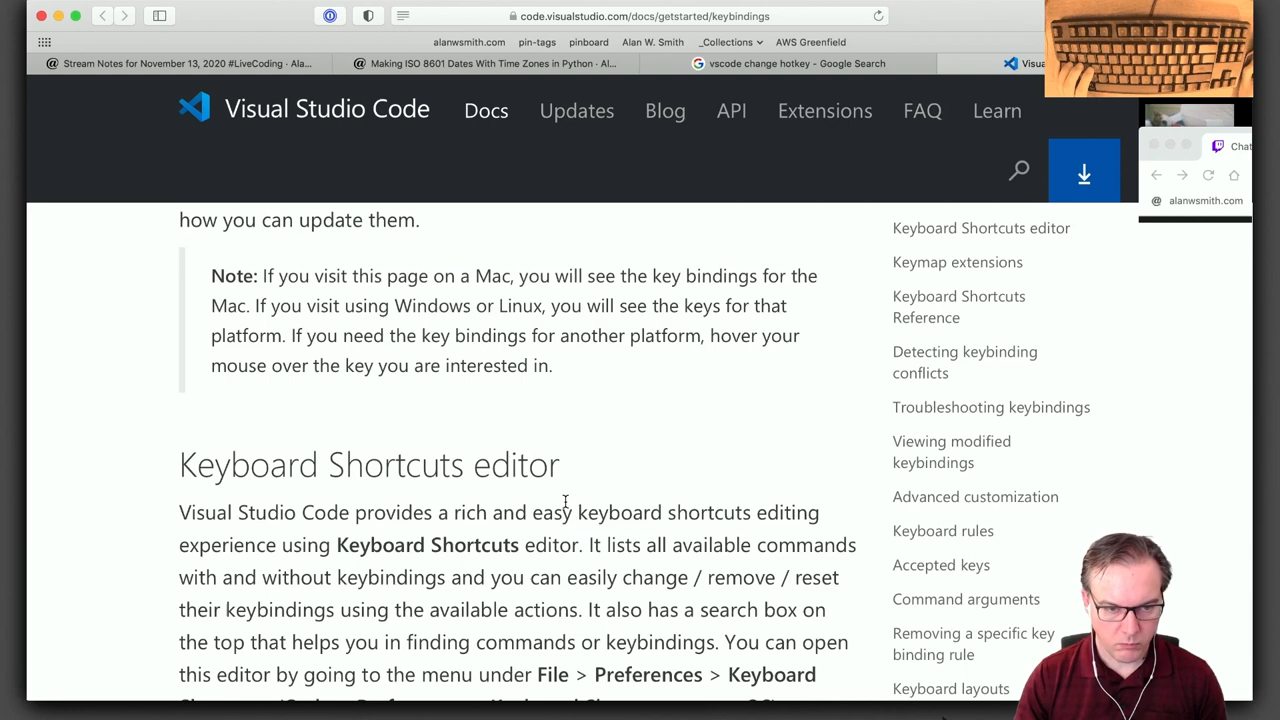 code.visualstudio.com/docs/getstarted/keybindings
alanwsmith.com pin-tags pinboard Alan W. Smith _Collections AWS Greenfield
@ Stream Notes for November 13, 2020 #LiveCoding - Ala... @ Making ISO 8601 Dates With Time Zones in Python - Al... vscode change hotkey - Google Search Visu
Visual Studio Code Docs Updates Blog API Extensions FAQ Learn
Chat
@ alanwsmith.com
how you can update them.
Note: If you visit this page on a Mac, you will see the key bindings for the
Mac. If you visit using Windows or Linux, you will see the keys for that
platform. If you need the key bindings for another platform, hover your
mouse over the key you are interested in.
Keyboard Shortcuts editor
Visual Studio Code provides a rich and easy keyboard shortcuts editing
experience using Keyboard Shortcuts editor. It lists all available commands
with and without keybindings and you can easily change / remove / reset
their keybindings using the available actions. It also has a search box on
the top that helps you in finding commands or keybindings. You can open
this editor by going to the menu under File > Preferences > Keyboard
Keyboard Shortcuts editor
Keymap extensions
Keyboard Shortcuts
Reference
Detecting keybinding
conflicts
Troubleshooting keybindings
Viewing modified
keybindings
Advanced customization
Keyboard rules
Accepted keys
Command arguments
Removing a specific key
binding rule
Keyboard layouts